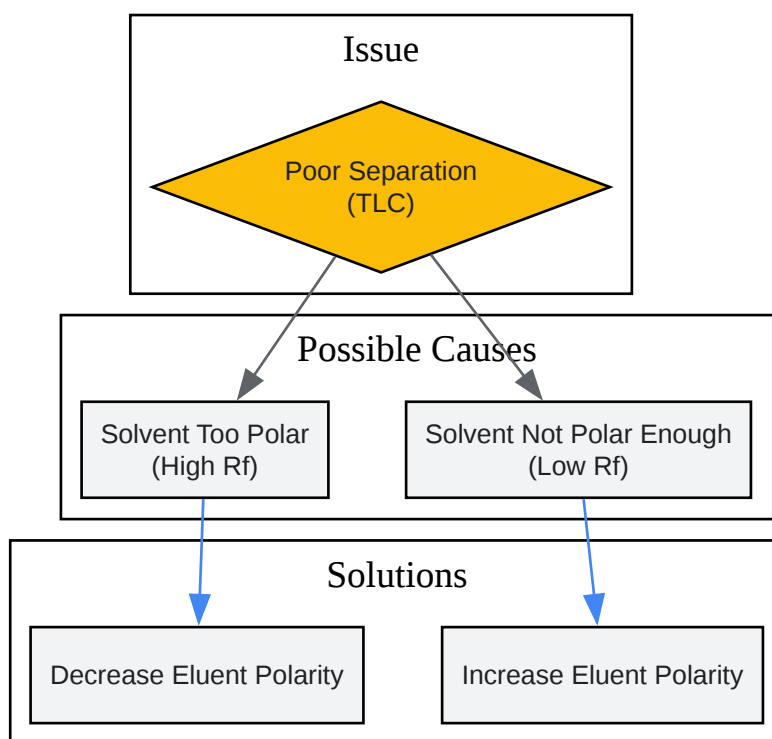 Issue
Poor Separation
(TLC)
Possible Causes
Solvent Too Polar
(High Rf)
Solvent Not Polar Enough
(Low Rf)
Solutions
Decrease Eluent Polarity
Increase Eluent Polarity